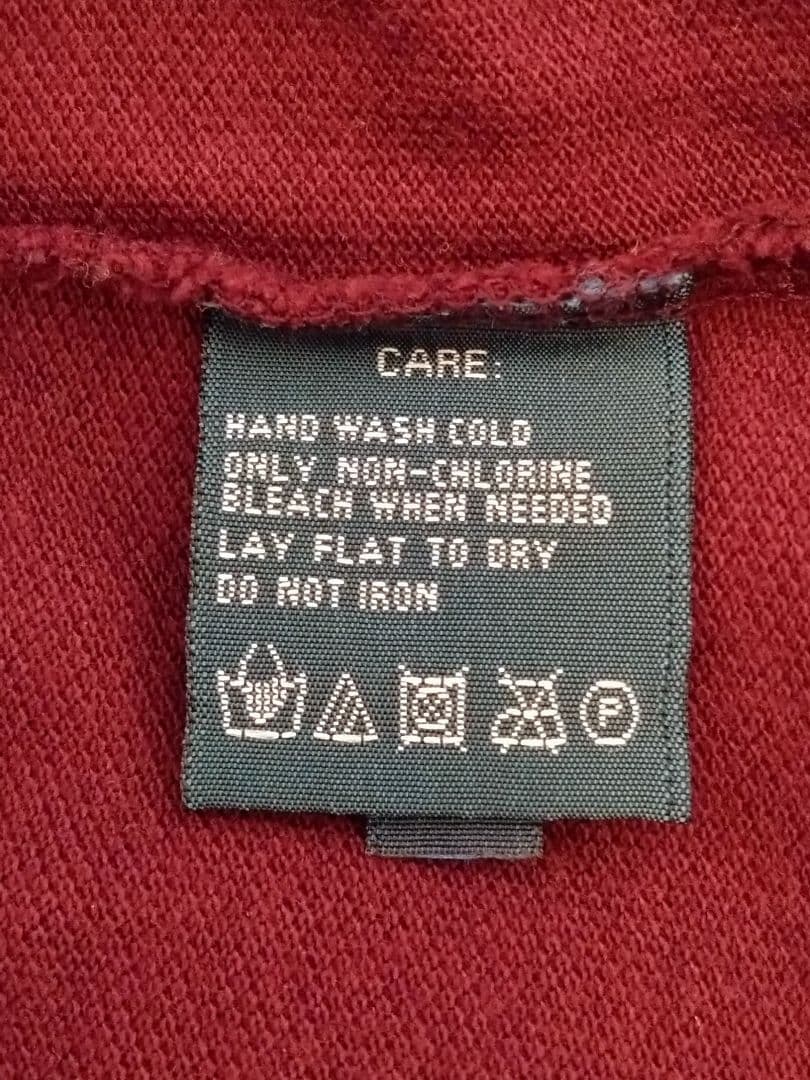 CARE:
HAND WASH COLD
ONLY NON-CHLORINE
BLEACH WHEN NEEDED
LAY FLAT TO DRY
DO NOT IRON
P